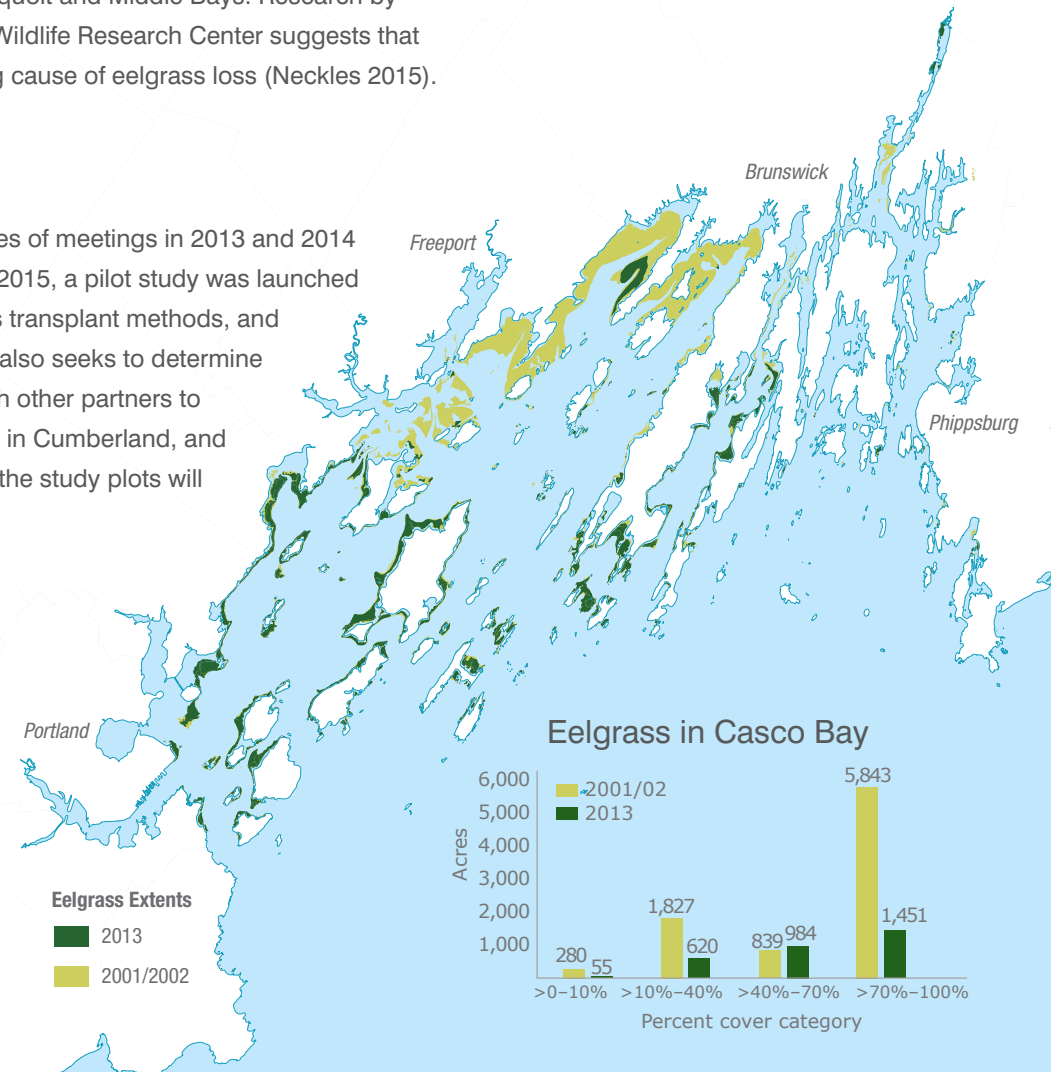 quoit and Middle Bays. Research by
Wildlife Research Center suggests that
cause of eelgrass loss (Neckles 2015).
es of meetings in 2013 and 2014
2015, a pilot study was launched
s transplant methods, and
also seeks to determine
h other partners to
in Cumberland, and
the study plots will
Brunswick
Freeport
Phippsburg
Portland
Eelgrass Extents
2013
2001/2002
Eelgrass in Casco Bay
2001/02
2013
Acres
6,000
5,000
4,000
3,000
2,000
1,000
280
55
1,827
620
839
984
5,843
1,451
>0–10%
>10%–40%
>40%–70%
>70%–100%
Percent cover category